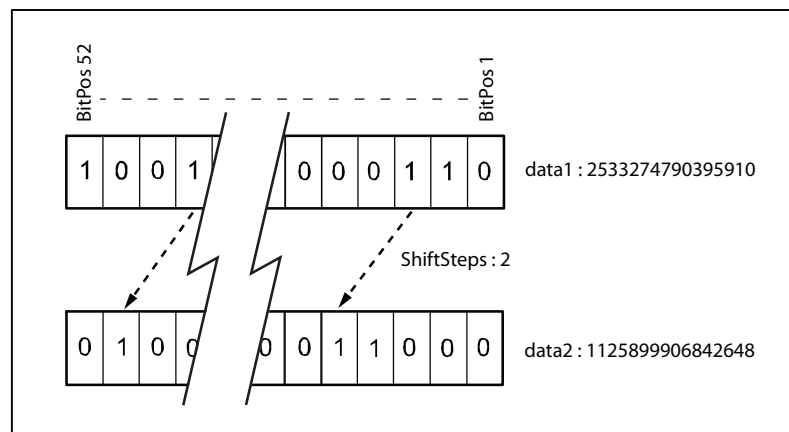 BitPos 52
BitPos 1
1 0 0 1 0 0 0 1 1 0
data1 : 2533274790395910
ShiftSteps : 2
0 1 0 0 0 0 1 1 0 0 0
data2 : 1125899906842648